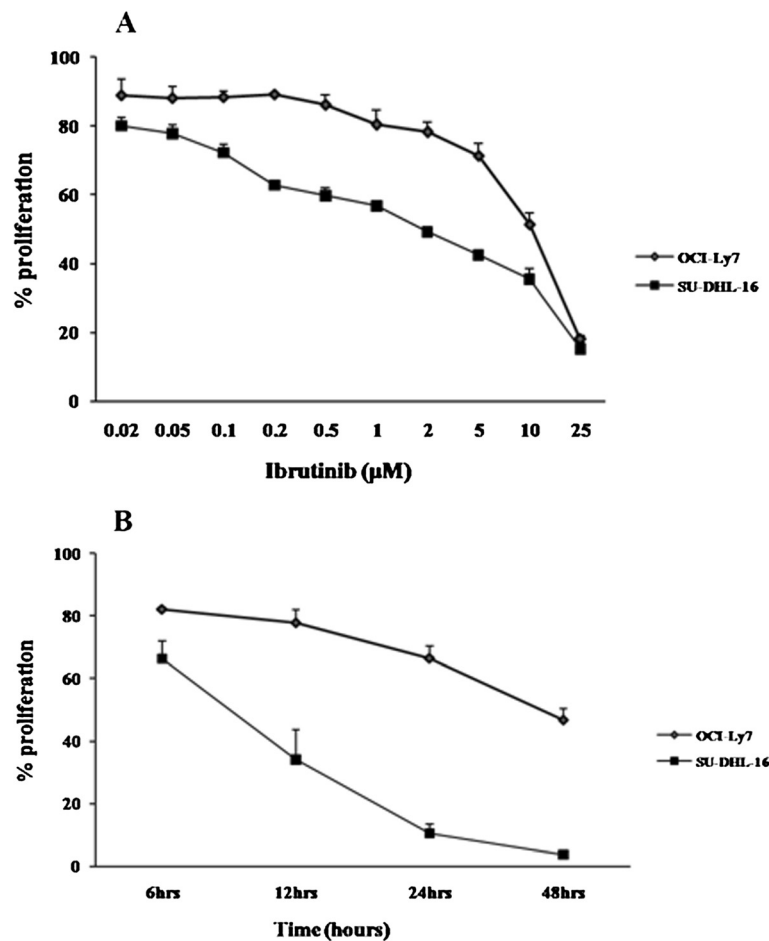 A
100
80
60
40
20
0
% proliferation
0.02 0.05 0.1 0.2 0.5 1 2 5 10 25
Ibrutinib (µM)
OCI-Ly7
SU-DHL-16
B
100
80
60
40
20
0
% proliferation
6hrs 12hrs 24hrs 48hrs
Time (hours)
OCI-Ly7
SU-DHL-16